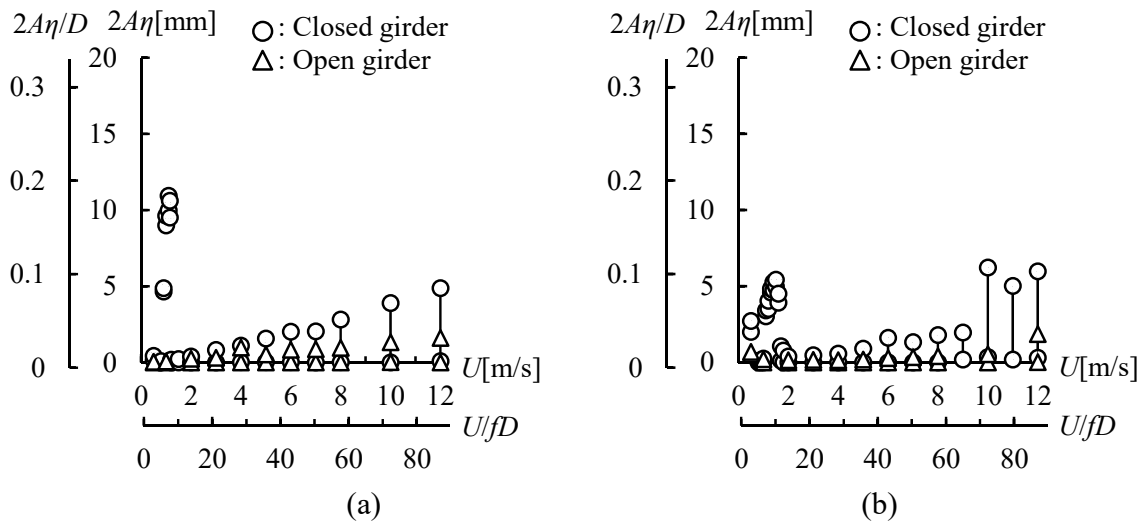 2Aη/D 2Aη[mm] : Closed girder
: Open girder
20
0.3
15
0.2
10
0.1
5
0 0 U[m/s]
0 2 4 6 8 10 12
U/fD
0 20 40 60 80
(a)
2Aη/D 2Aη[mm] : Closed girder
: Open girder
20
0.3
15
0.2
10
0.1
5
0 0 U[m/s]
0 2 4 6 8 10 12
U/fD
0 20 40 60 80
(b)